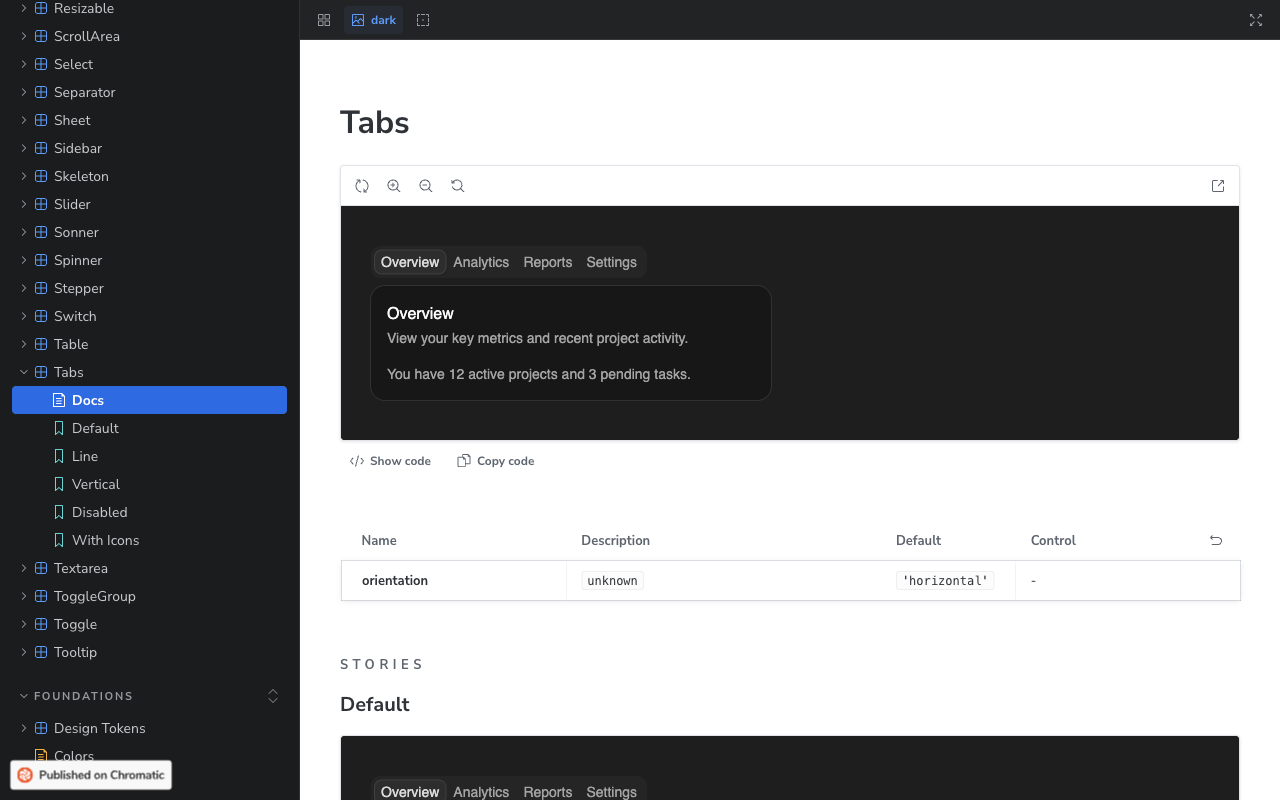 Resizable
ScrollArea
Select
Separator
Sheet
Sidebar
Skeleton
Slider
Sonner
Spinner
Stepper
Switch
Table
Tabs
Docs
Default
Line
Vertical
Disabled
With Icons
Textarea
ToggleGroup
Toggle
Tooltip
FOUNDATIONS
Design Tokens
Colors
Published on Chromatic
dark
Tabs
Overview Analytics Reports Settings
Overview
View your key metrics and recent project activity.
You have 12 active projects and 3 pending tasks.
Show code Copy code
Name Description Default Control
orientation unknown 'horizontal' -
STORIES
Default
Overview Analytics Reports Settings